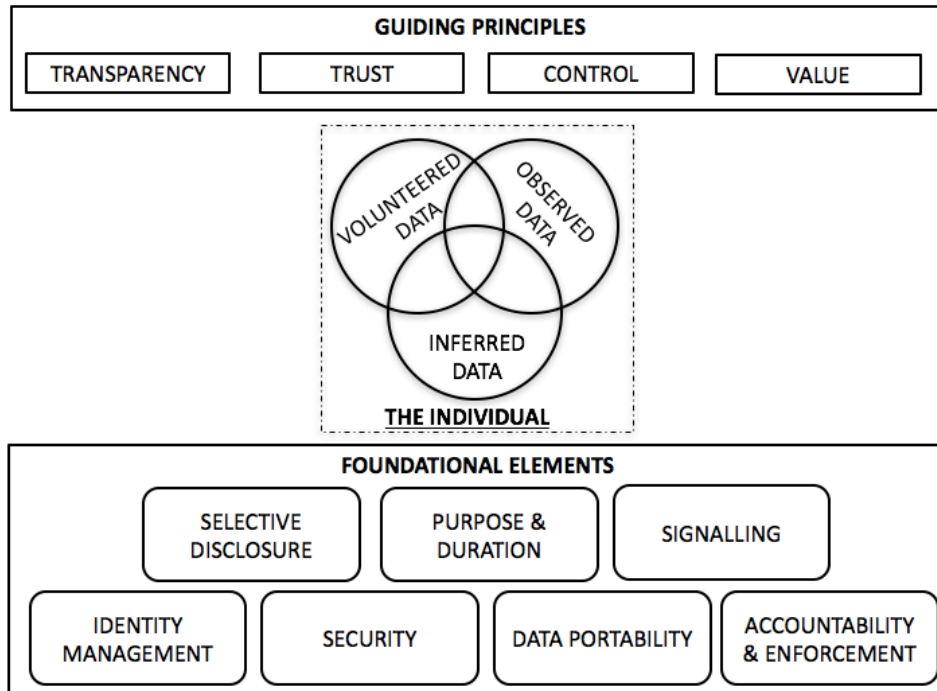 GUIDING PRINCIPLES
TRANSPARENCY
TRUST
CONTROL
VALUE
VOLUNTEERED
DATA
OBSERVED
DATA
INFERRED
DATA
THE INDIVIDUAL
FOUNDATIONAL ELEMENTS
SELECTIVE
DISCLOSURE
PURPOSE &
DURATION
SIGNALLING
IDENTITY
MANAGEMENT
SECURITY
DATA PORTABILITY
ACCOUNTABILITY
& ENFORCEMENT